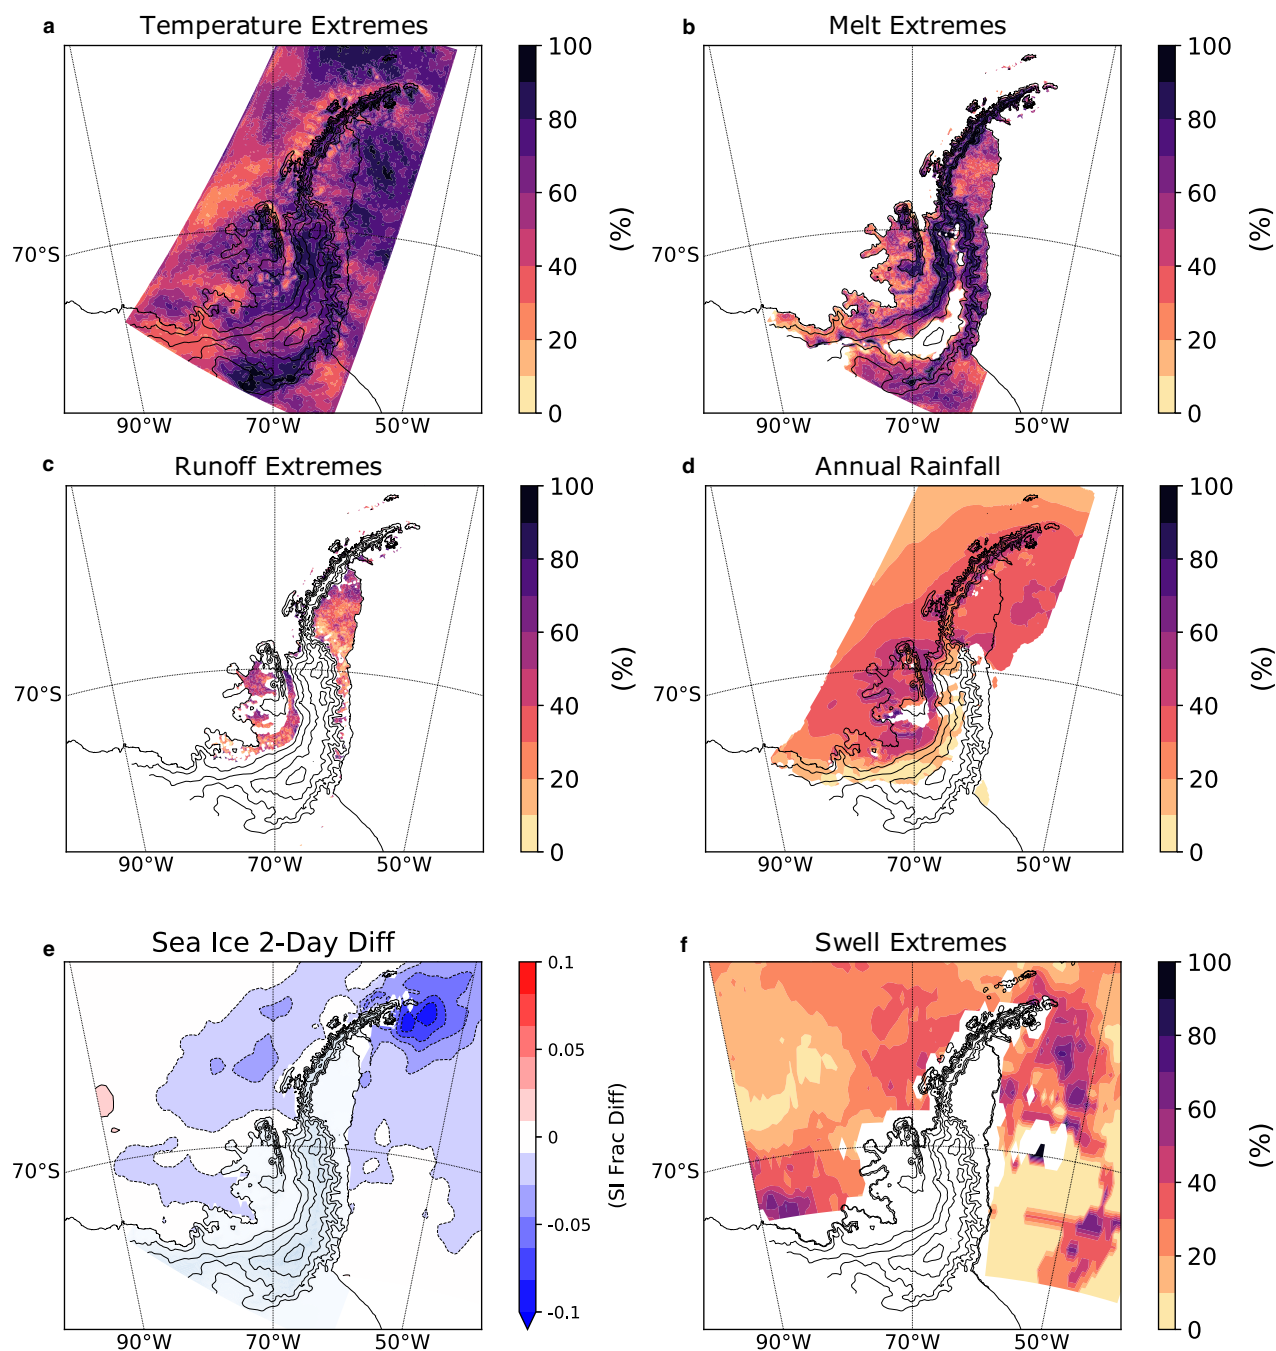 a Temperature Extremes
100
80
60
40
20
0
(%)
70°S
90°W 70°W 50°W
b Melt Extremes
100
80
60
40
20
0
(%)
70°S
90°W 70°W 50°W
c Runoff Extremes
100
80
60
40
20
0
(%)
70°S
90°W 70°W 50°W
d Annual Rainfall
100
80
60
40
20
0
(%)
70°S
90°W 70°W 50°W
e Sea Ice 2-Day Diff
0.1
0.05
0
-0.05
-0.1
(SI Frac Diff)
70°S
90°W 70°W 50°W
f Swell Extremes
100
80
60
40
20
0
(%)
70°S
90°W 70°W 50°W